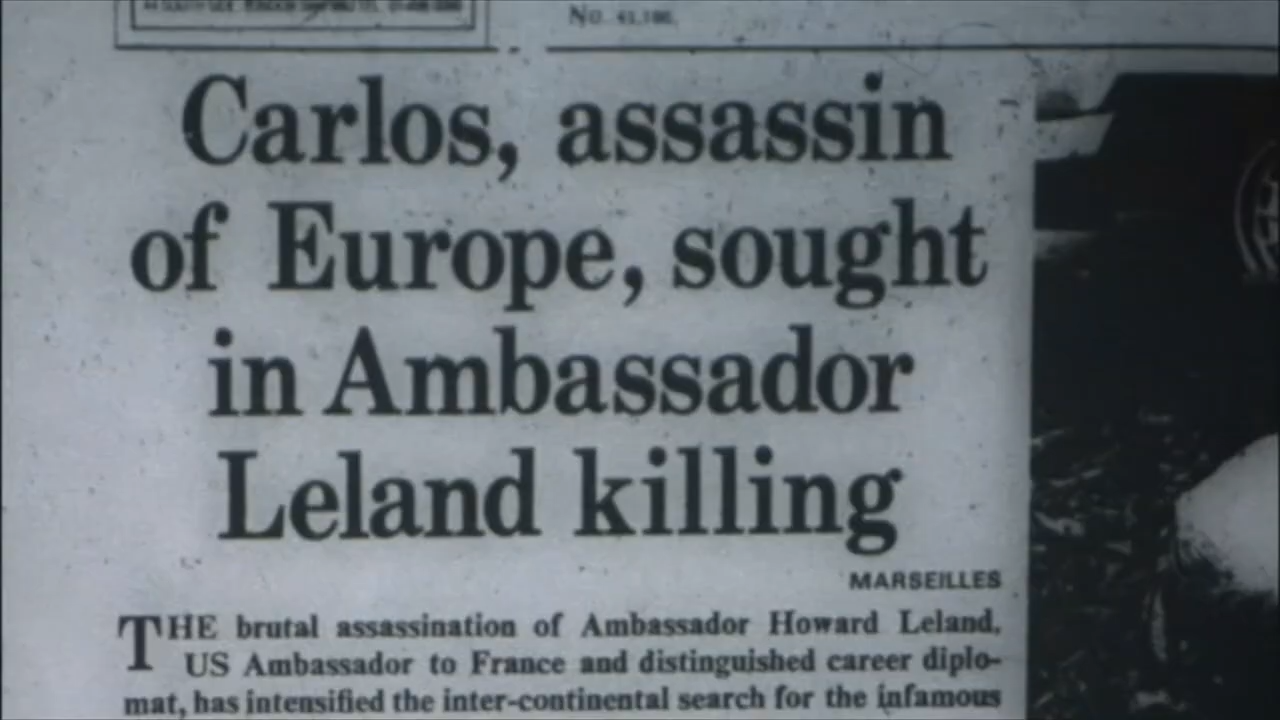 No. 41,186.
Carlos, assassin
of Europe, sought
in Ambassador
Leland killing
MARSEILLES
THE brutal assassination of Ambassador Howard Leland,
US Ambassador to France and distinguished career diplo-
mat, has intensified the inter-continental search for the infamous